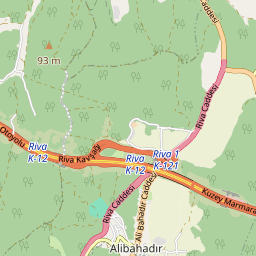 93 m
Riva Caddesi
Otoyolu
Riva
K-12
Riva Kavşağı
Riva
K-12
Riva 1
K-121
Kuzey Marmara
Riva Caddesi
Ali Bahadır Caddesi
Alibahadır